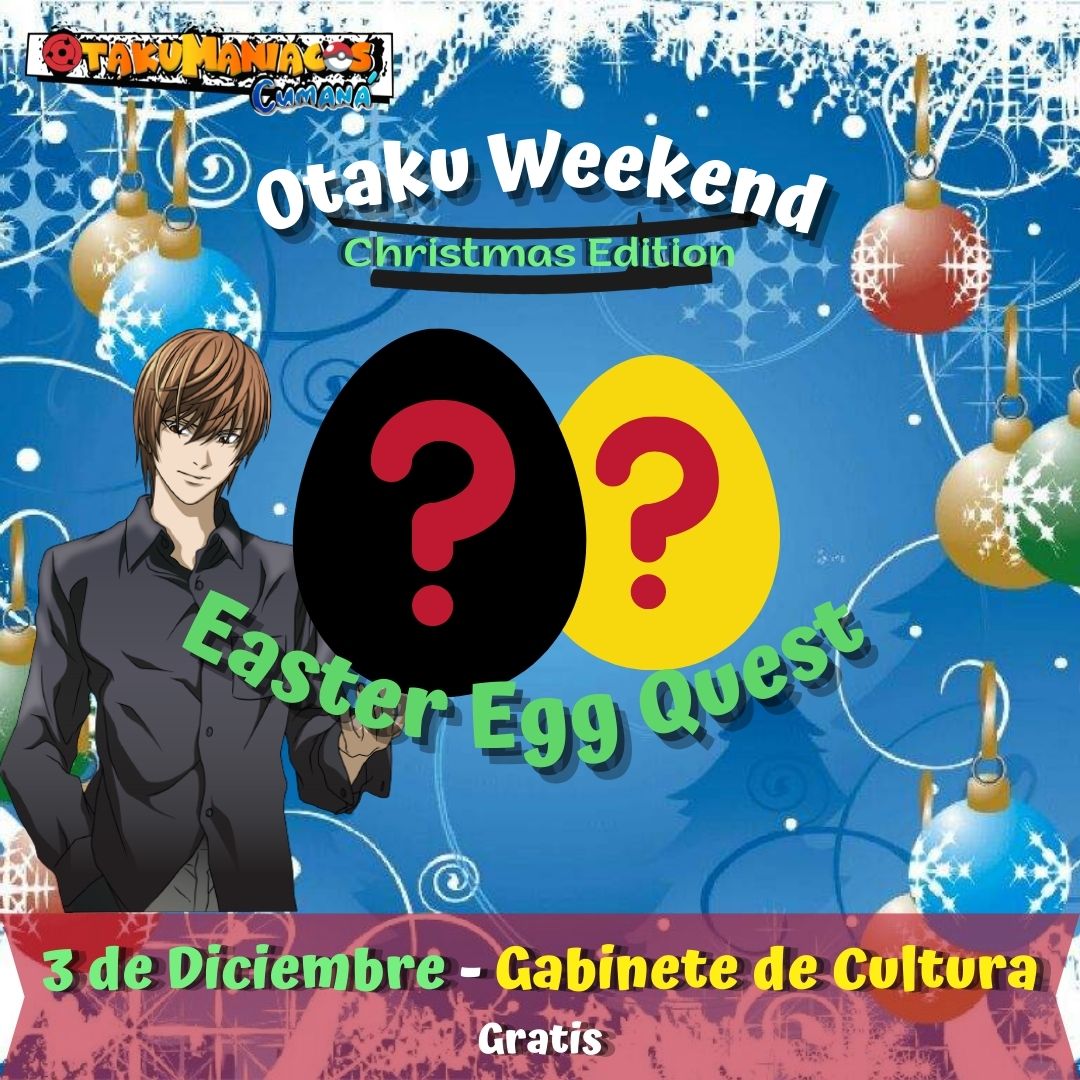 OTAKUMANIACOS
CUMANÁ
Otaku Weekend
Christmas Edition
? ?
Easter Egg Quest
3 de Diciembre - Gabinete de Cultura
Gratis